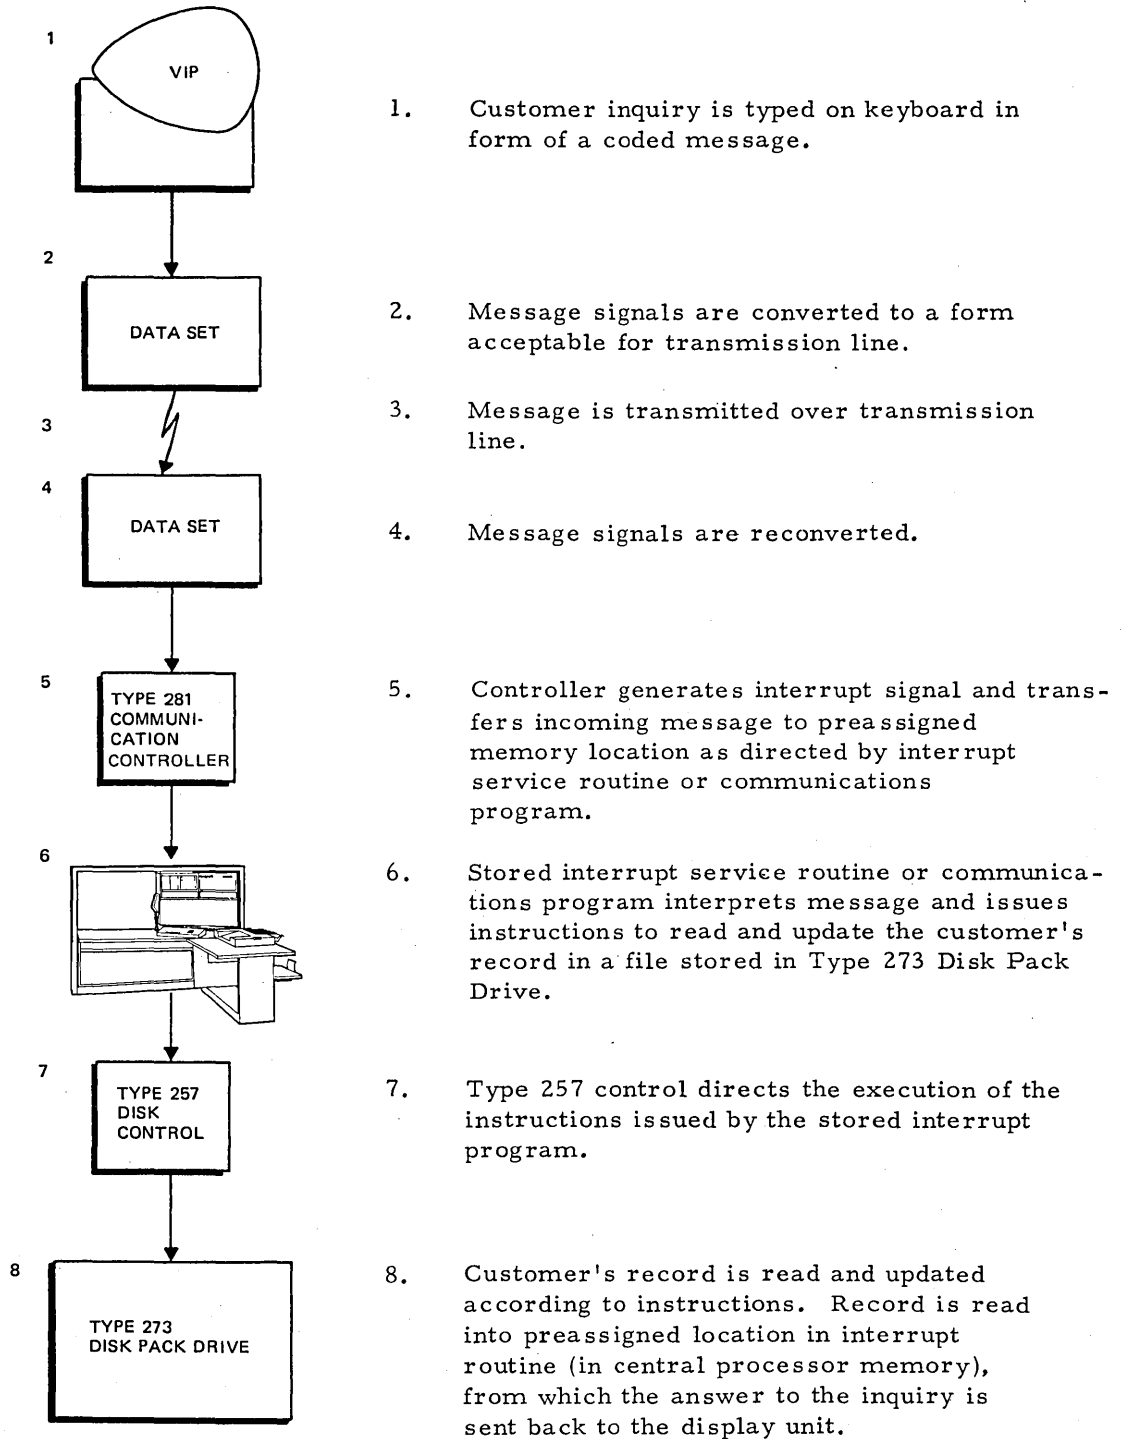 1
VIP
1. Customer inquiry is typed on keyboard in
form of a coded message.
2
DATA SET
2. Message signals are converted to a form
acceptable for transmission line.
3
3. Message is transmitted over transmission
line.
4
DATA SET
4. Message signals are reconverted.
5
TYPE 281
COMMUNI-
CATION
CONTROLLER
5. Controller generates interrupt signal and trans-
fers incoming message to preassigned
memory location as directed by interrupt
service routine or communications
program.
6
6. Stored interrupt service routine or communica-
tions program interprets message and issues
instructions to read and update the customer's
record in a file stored in Type 273 Disk Pack
Drive.
7
TYPE 257
DISK
CONTROL
7. Type 257 control directs the execution of the
instructions issued by the stored interrupt
program.
8
TYPE 273
DISK PACK DRIVE
8. Customer's record is read and updated
according to instructions. Record is read
into preassigned location in interrupt
routine (in central processor memory),
from which the answer to the inquiry is
sent back to the display unit.